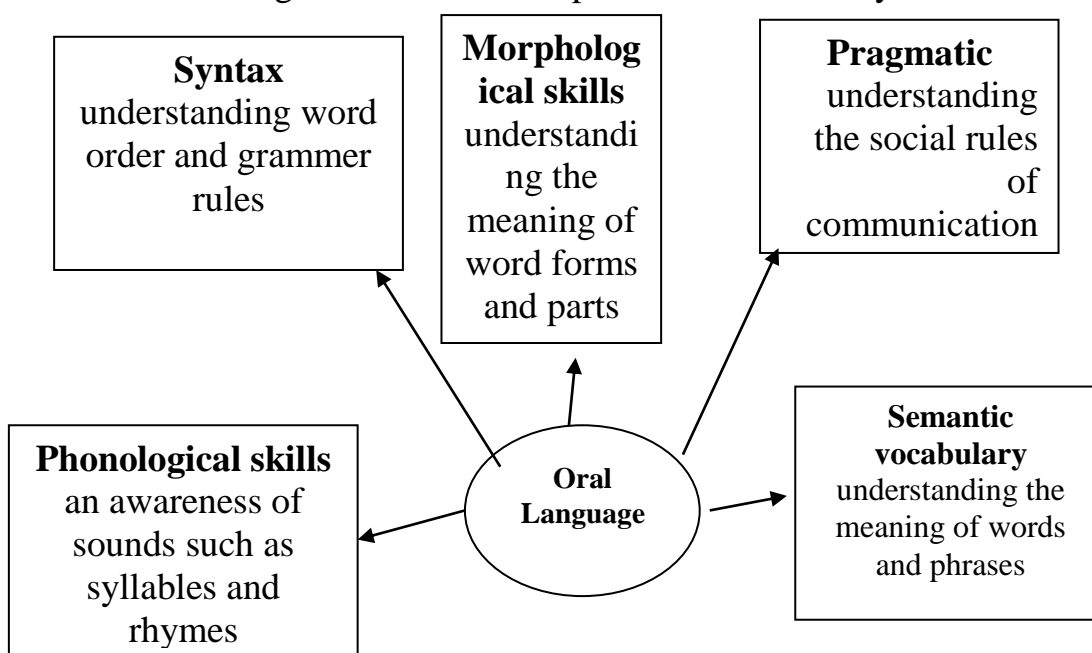 Syntax
understanding word
order and grammer
rules
Morpholog
ical skills
understandi
ng the
meaning of
word forms
and parts
Pragmatic
understanding
the social rules
of
communication
Phonological skills
an awareness of
sounds such as
syllables and
rhymes
Oral
Language
Semantic
vocabulary
understanding the
meaning of words
and phrases